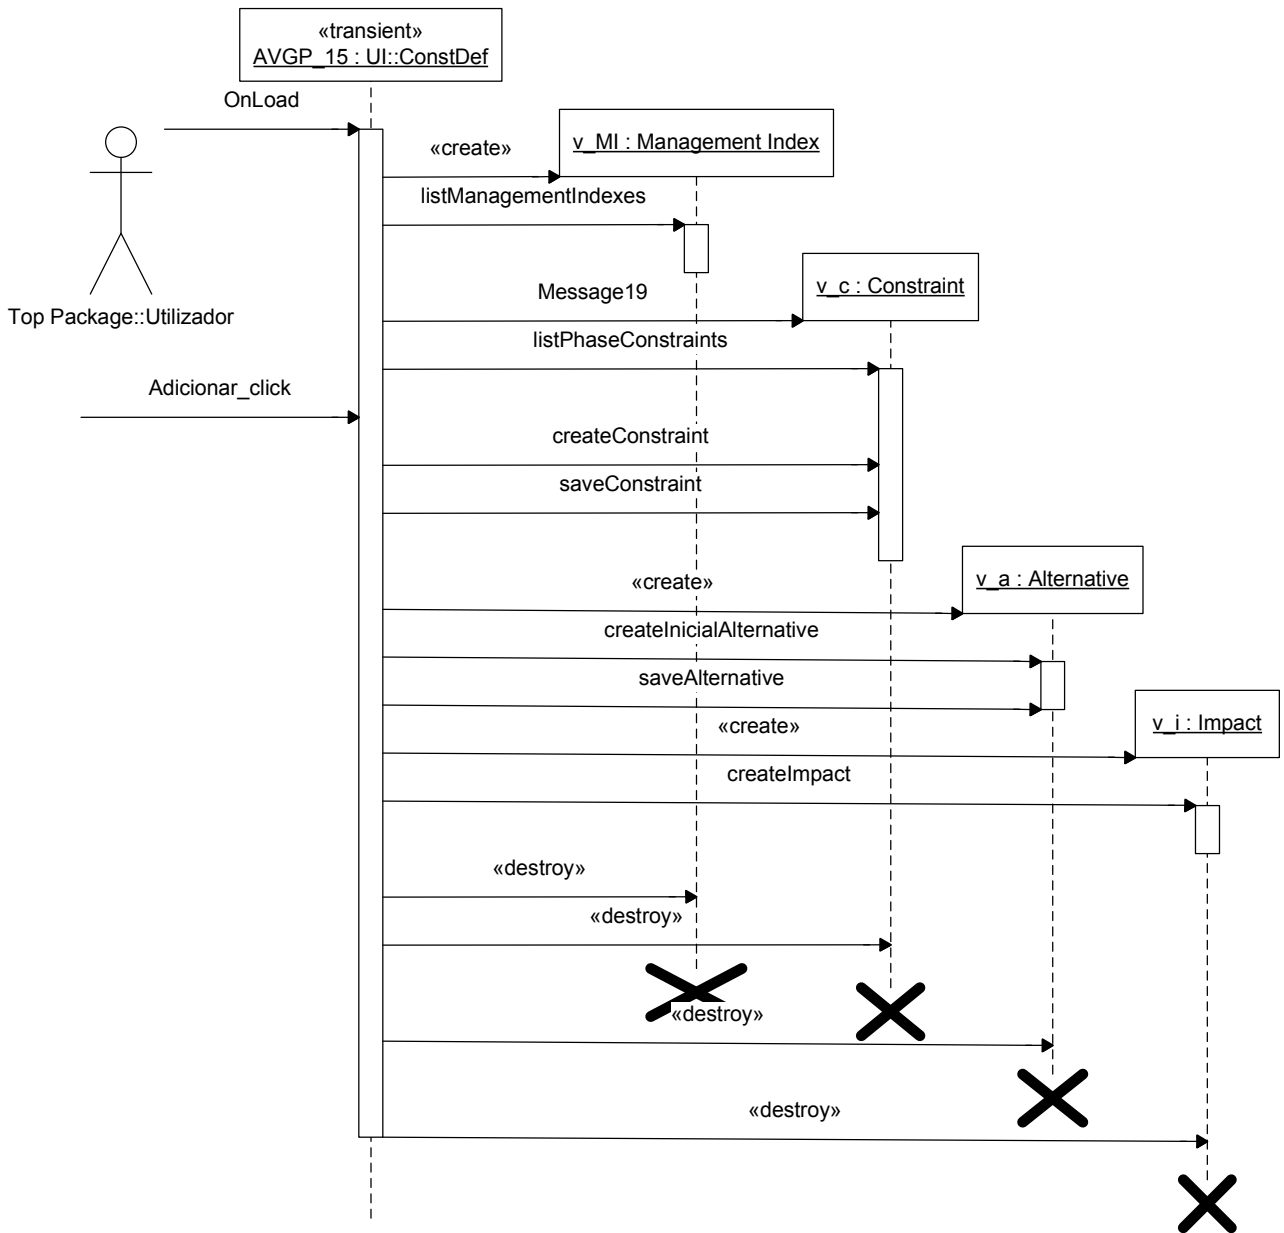 «transient»
AVGP_15 : UI::ConstDef
OnLoad
«create»
v_MI : Management Index
listManagementIndexes
Message19
v_c : Constraint
Top Package::Utilizador
listPhaseConstraints
Adicionar_click
createConstraint
saveConstraint
«create»
v_a : Alternative
createInicialAlternative
saveAlternative
«create»
v_i : Impact
createImpact
«destroy»
«destroy»
«destroy»
«destroy»